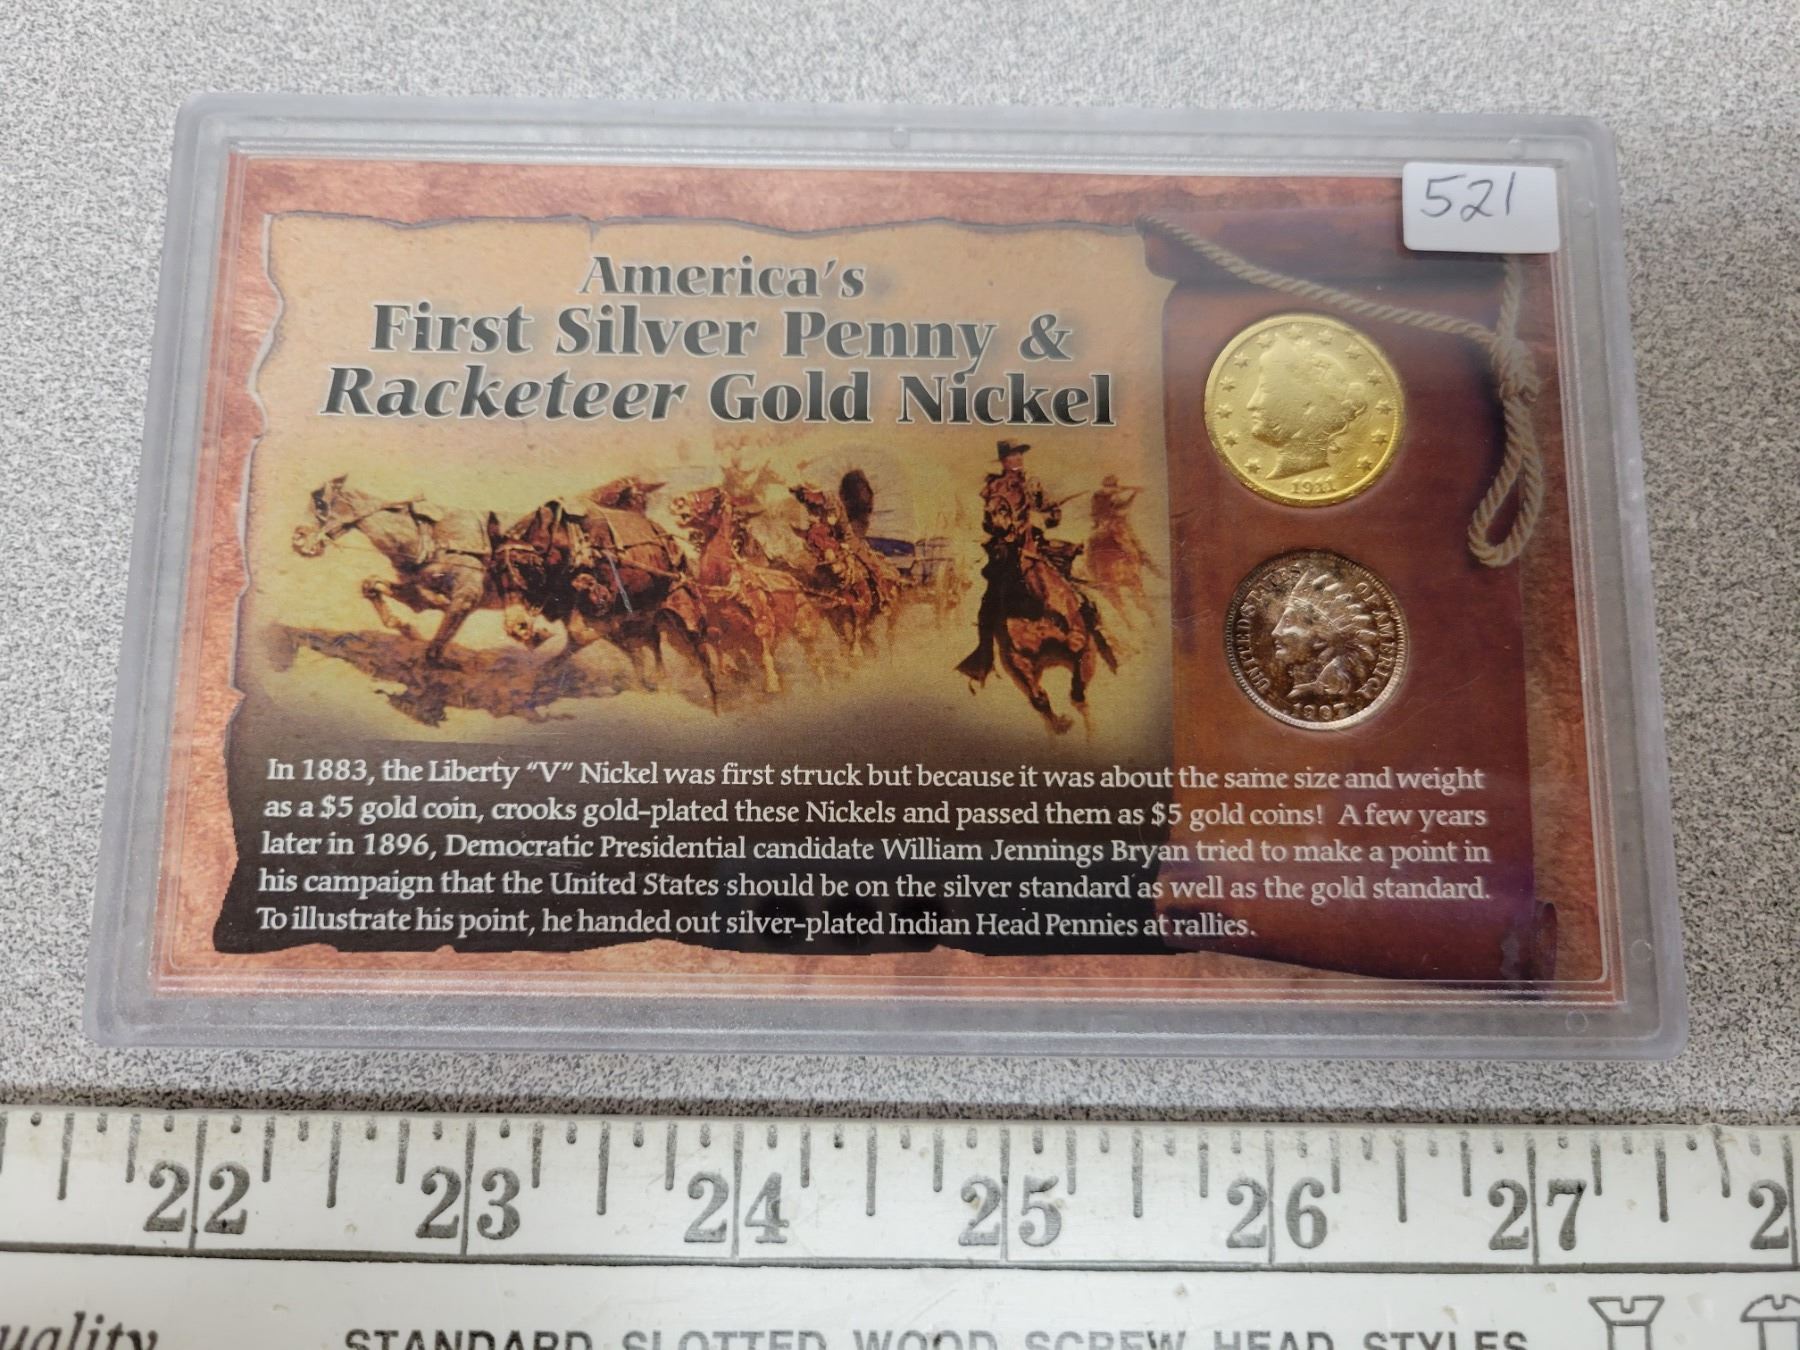 521
America's
First Silver Penny &
Racketeer Gold Nickel
1911
UNITED STATES OF AMERICA
1907
In 1883, the Liberty “V” Nickel was first struck but because it was about the same size and weight
as a $5 gold coin, crooks gold-plated these Nickels and passed them as $5 gold coins! A few years
later in 1896, Democratic Presidential candidate William Jennings Bryan tried to make a point in
his campaign that the United States should be on the silver standard as well as the gold standard.
To illustrate his point, he handed out silver-plated Indian Head Pennies at rallies.
22 23 24 25 26 27 2
uality STANDARD SLOTTED WOOD SCREW HEAD STYLES